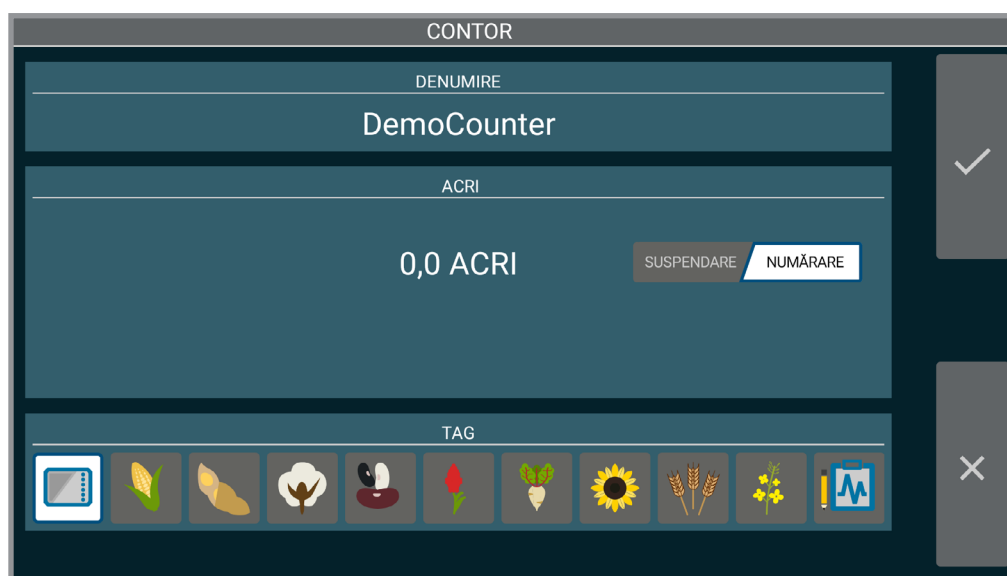 CONTOR
DENUMIRE
DemoCounter
ACRI
0,0 ACRI
SUSPENDARE NUMĂRARE
TAG